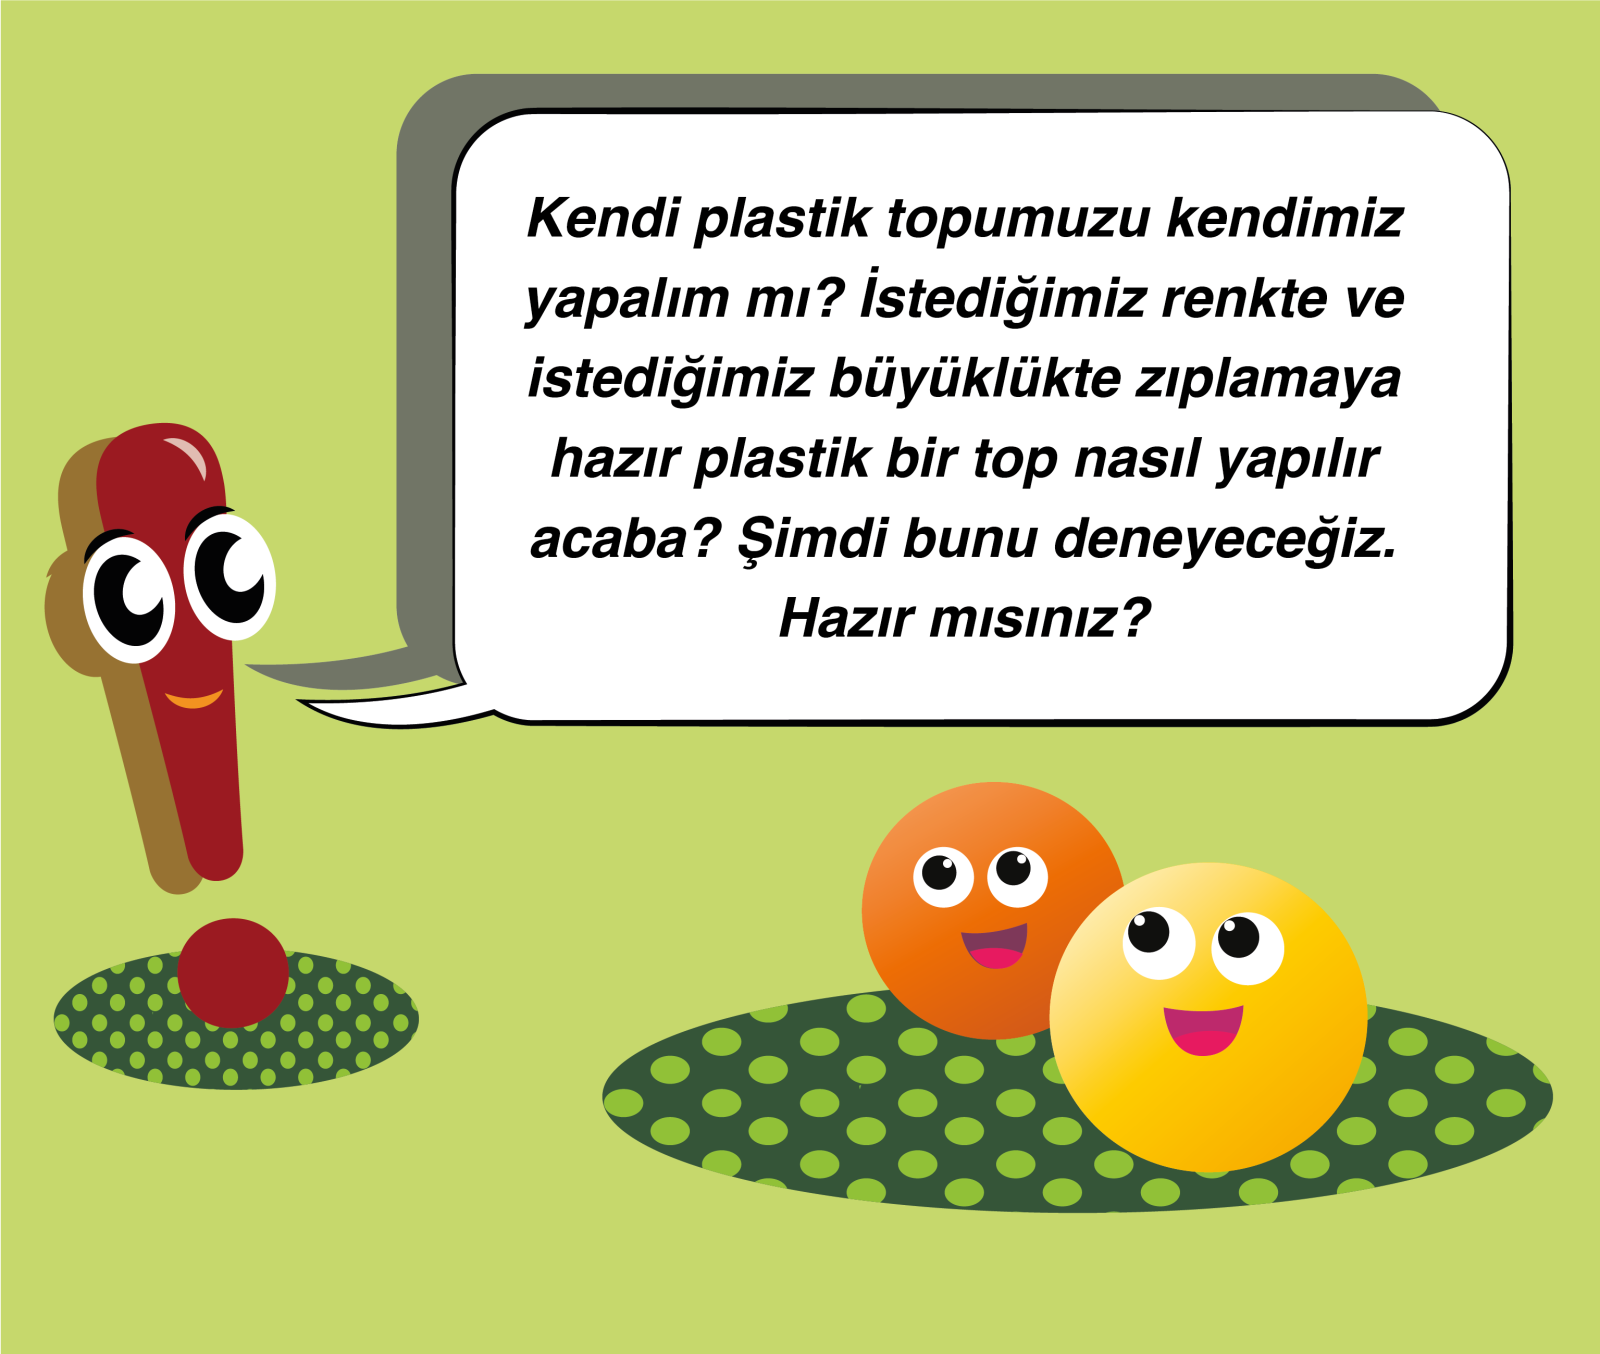 Kendi plastik topumuzu kendimiz
yapalım mı? İstediğimiz renkte ve
istediğimiz büyüklükte zıplamaya
hazır plastik bir top nasıl yapılır
acaba? Şimdi bunu deneyeceğiz.
Hazır mısınız?